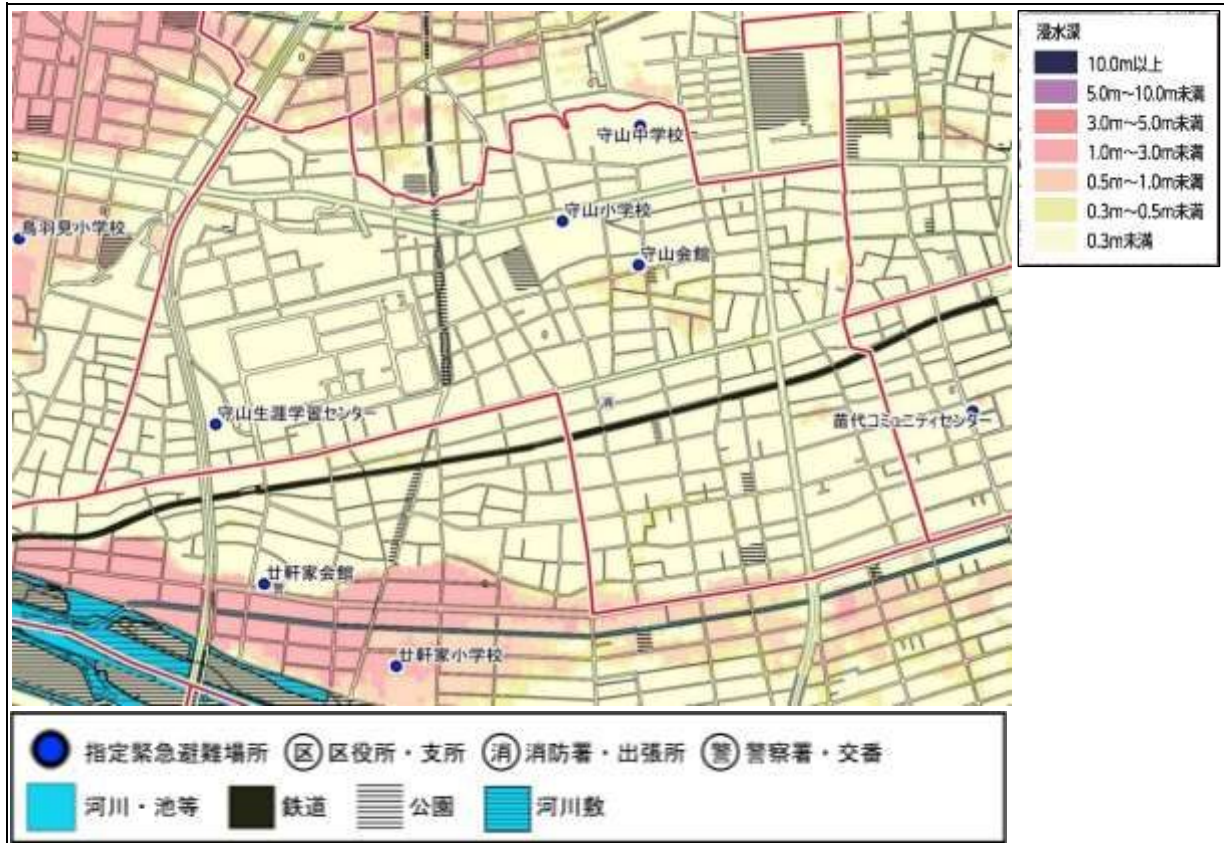 浸水深
10.0m以上
5.0m~10.0m未満
3.0m~5.0m未満
1.0m~3.0m未満
0.5m~1.0m未満
0.3m~0.5m未満
0.3m未満
守山中学校
守山小学校
鳥羽見小学校
守山会館
守山生涯学習センター
消
苗代コミュニティセンター
廿軒家会館
警
廿軒家小学校
指定緊急避難場所 区 区役所・支所 消 消防署・出張所 警 警察署・交番
河川・池等 鉄道 公園 河川敷